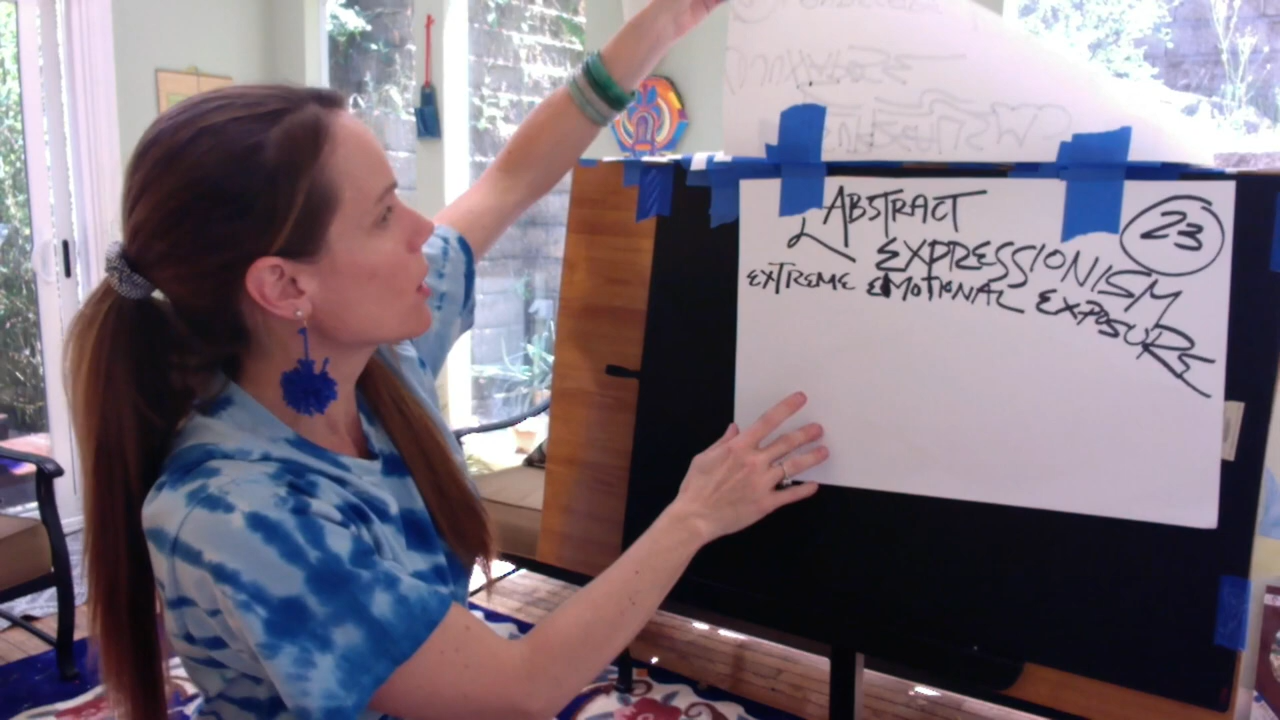 ABSTRACT
EXPRESSIONISM
23
EXTREME EMOTIONAL EXPOSURE